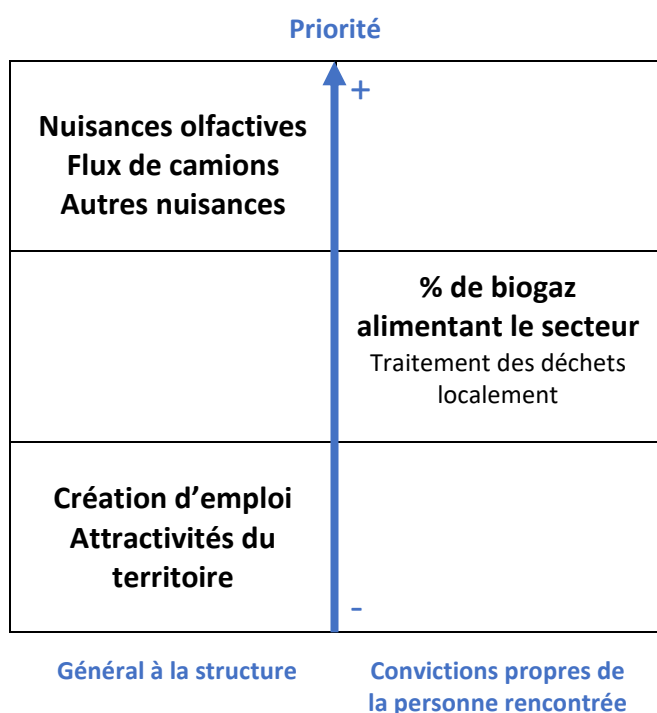 Priorité
+
Nuisances olfactives
Flux de camions
Autres nuisances
% de biogaz
alimentant le secteur
Traitement des déchets
localement
Création d’emploi
Attractivités du
territoire
-
Général à la structure
Convictions propres de
la personne rencontrée